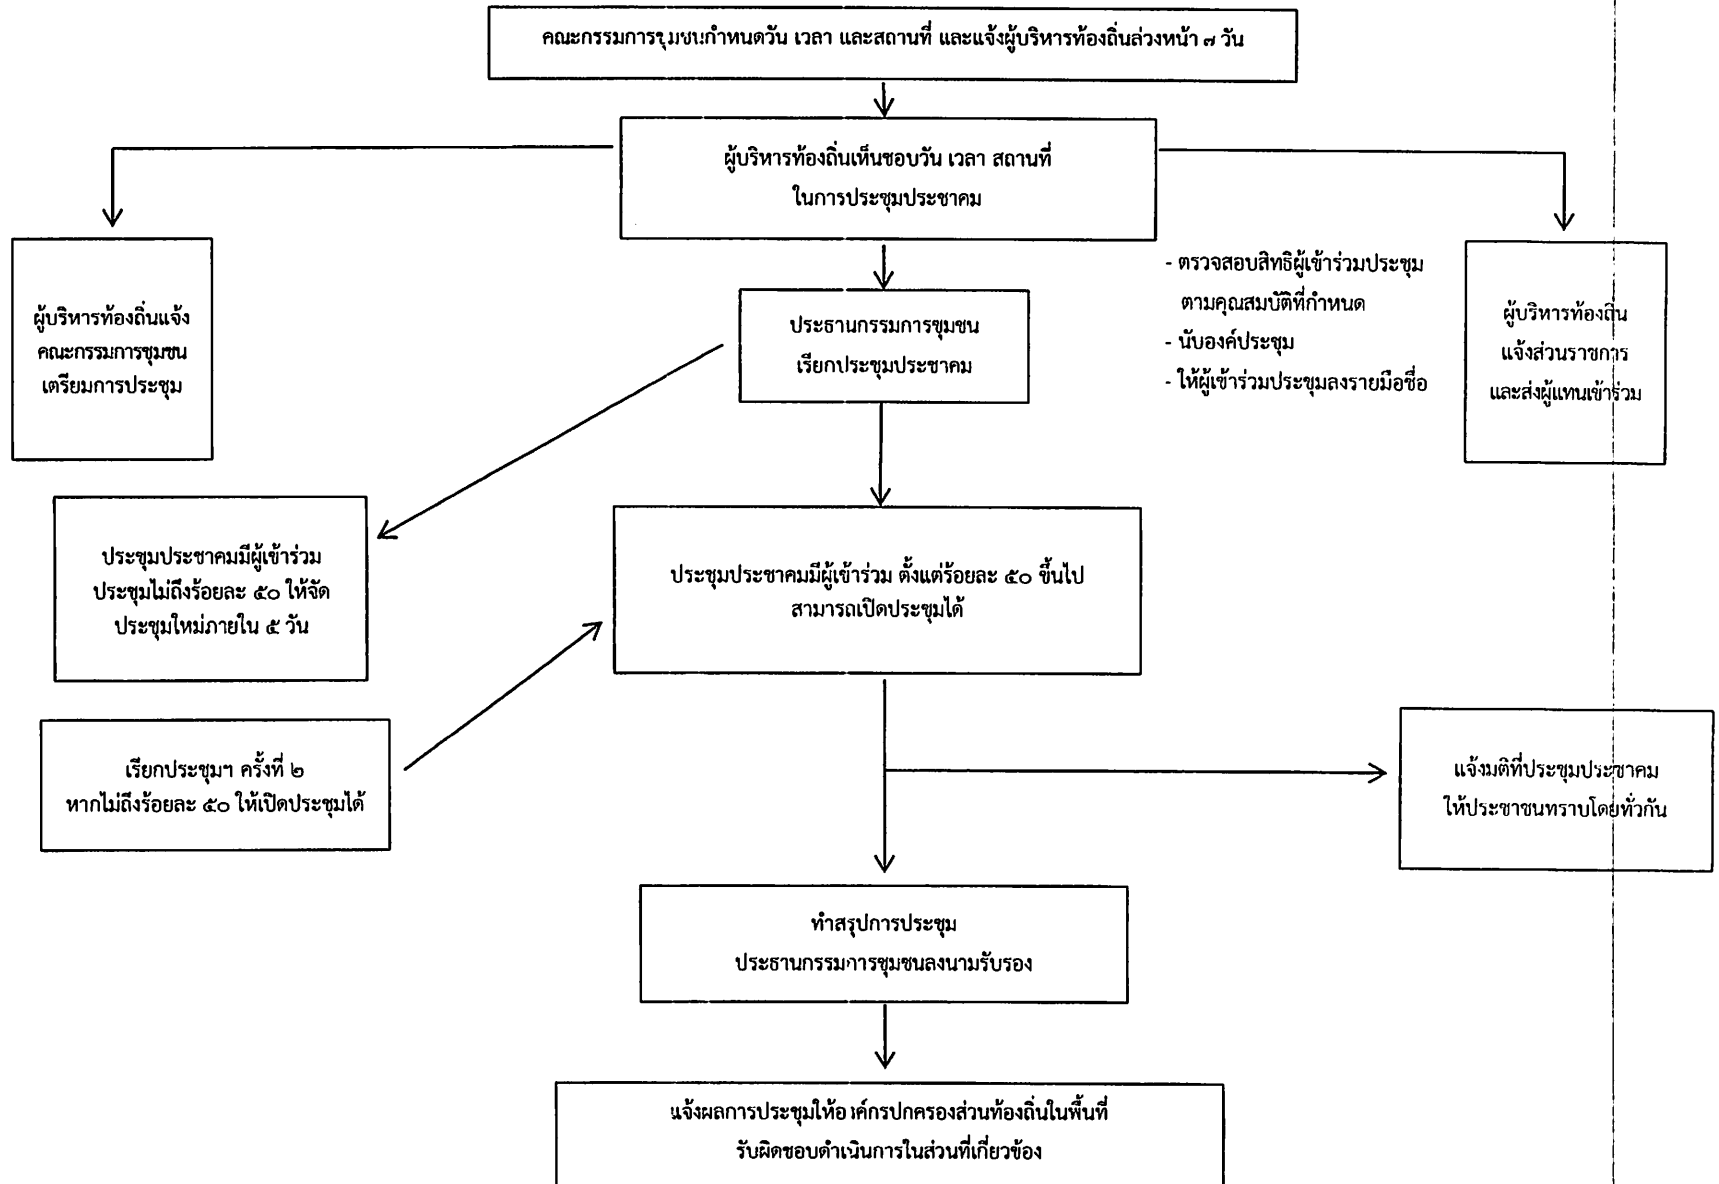 คณะกรรมการชุมชนกำหนดวัน เวลา และสถานที่ และแจ้งผู้บริหารท้องถิ่นล่วงหน้า ๗ วัน
ผู้บริหารท้องถิ่นเห็นชอบวัน เวลา สถานที่
ในการประชุมประชาคม
ผู้บริหารท้องถิ่นแจ้ง
คณะกรรมการชุมชน
เตรียมการประชุม
ประธานกรรมการชุมชน
เรียกประชุมประชาคม
- ตรวจสอบสิทธิผู้เข้าร่วมประชุม
ตามคุณสมบัติที่กำหนด
- นับองค์ประชุม
- ให้ผู้เข้าร่วมประชุมลงรายมือชื่อ
ผู้บริหารท้องถิ่น
แจ้งส่วนราชการ
และส่งผู้แทนเข้าร่วม
ประชุมประชาคมมีผู้เข้าร่วม
ประชุมไม่ถึงร้อยละ ๕๐ ให้จัด
ประชุมใหม่ภายใน ๕ วัน
ประชุมประชาคมมีผู้เข้าร่วม ตั้งแต่ร้อยละ ๕๐ ขึ้นไป
สามารถเปิดประชุมได้
เรียกประชุมฯ ครั้งที่ ๒
หากไม่ถึงร้อยละ ๕๐ ให้เปิดประชุมได้
แจ้งมติที่ประชุมประชาคม
ให้ประชาชนทราบโดยทั่วกัน
ทำสรุปการประชุม
ประธานกรรมการชุมชนลงนามรับรอง
แจ้งผลการประชุมให้องค์กรปกครองส่วนท้องถิ่นในพื้นที่
รับผิดชอบดำเนินการในส่วนที่เกี่ยวข้อง